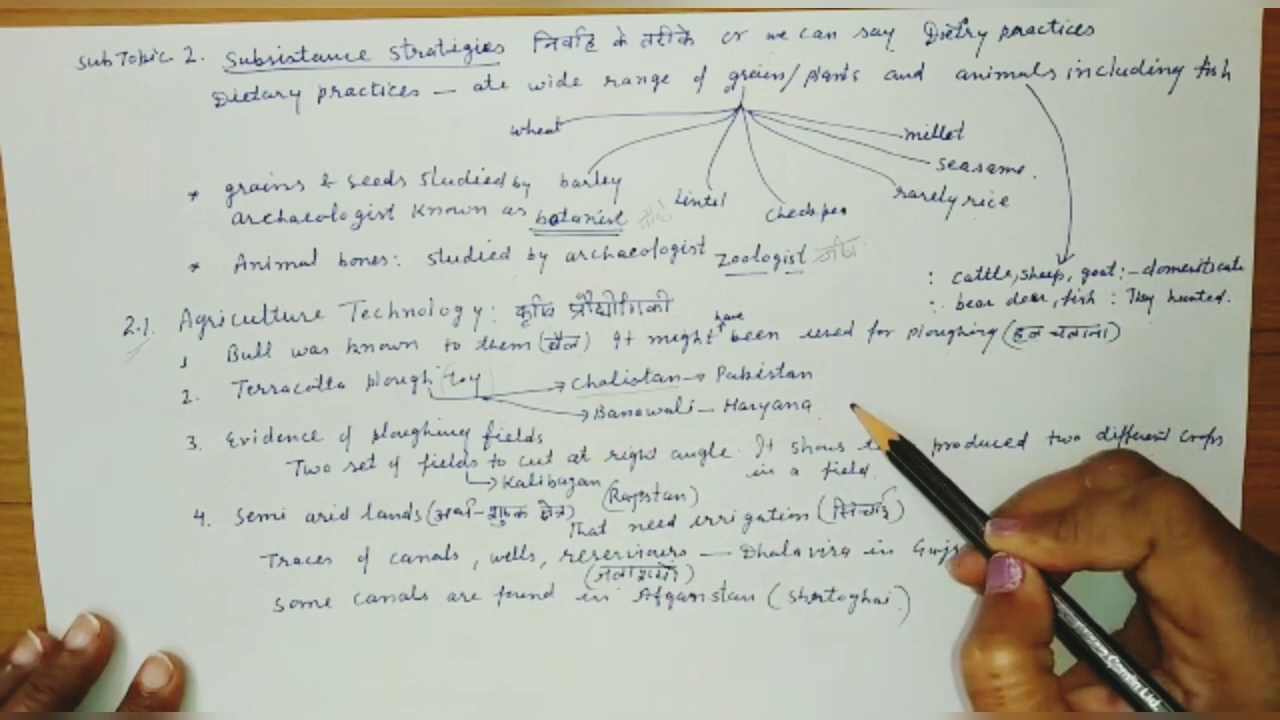 sub Topic 2. Subsistance stratigies निर्वाह के तरीके or we can say Dietry practices
Dietary practices — ate wide range of grains/plants and animals including fish
wheat
millet
seasame.
* grains & seeds studied by barley
lintel
rarely rice
archaeologist known as botanist
* Animal bones: studied by archaeologist zoologist
: cattle, sheep, goat :- domesticate
: bear deer, fish : They hunted.
2.1. Agriculture Technology: कृषि प्रौद्योगिकी
1 Bull was known to them (बैल) It might have been used for ploughing (हल चलाना)
2. Terracotta plough toy → Cholistan → Pakistan
→ Banawali — Haryana
3. Evidence of ploughing fields
Two set of fields to cut at right angle. It shows produced two different crops
in a field.
→ Kalibagan (Rajstan)
4. Semi arid lands (अर्ध-शुष्क क्षेत्र) That need irrigation (सिंचाई)
Traces of canals, wells, reserviours — Dhalavira in
(जलाशयों)
some canals are found in Afganstan (Shortoghai)